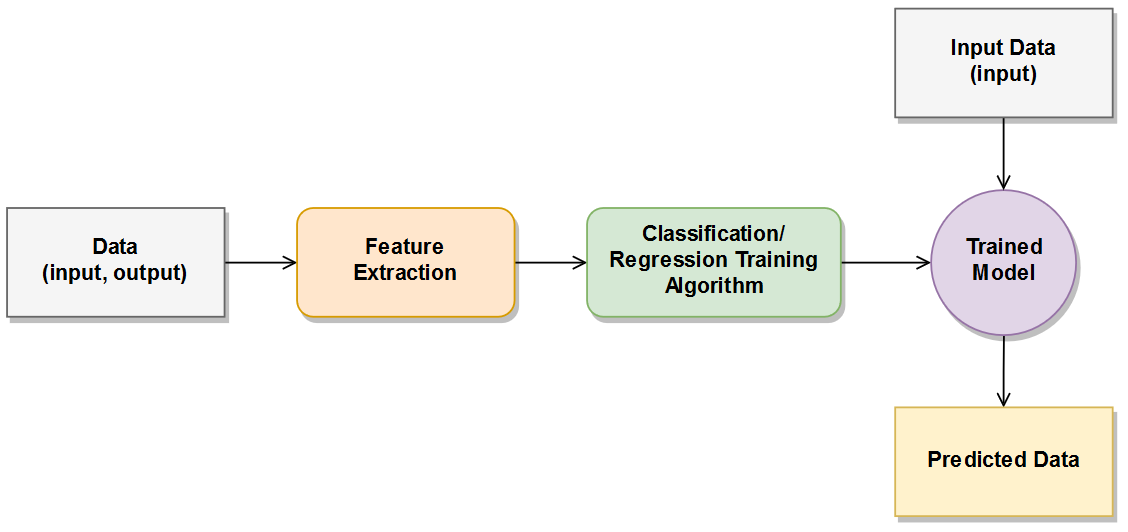 Input Data
(input)
Data
(input, output)
Feature
Extraction
Classification/
Regression Training
Algorithm
Trained
Model
Predicted Data